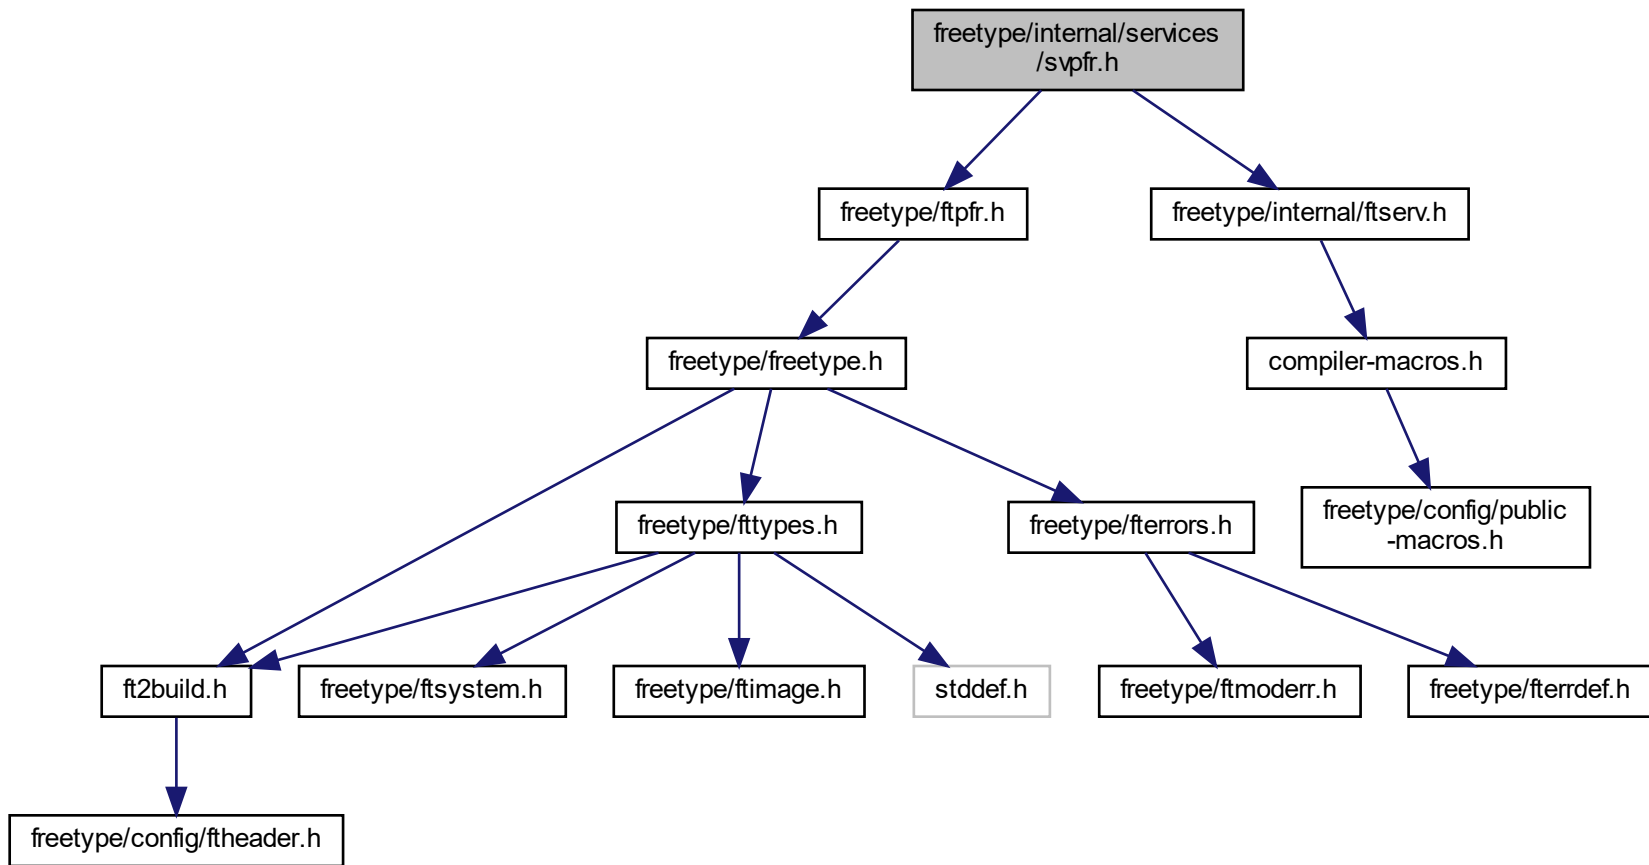 freetype/internal/services
/svpfr.h
freetype/ftpfr.h
freetype/internal/ftserv.h
freetype/freetype.h
compiler-macros.h
freetype/fttypes.h
freetype/fterrors.h
freetype/config/public
-macros.h
ft2build.h
freetype/ftsystem.h
freetype/ftimage.h
stddef.h
freetype/ftmoderr.h
freetype/fterrdef.h
freetype/config/ftheader.h